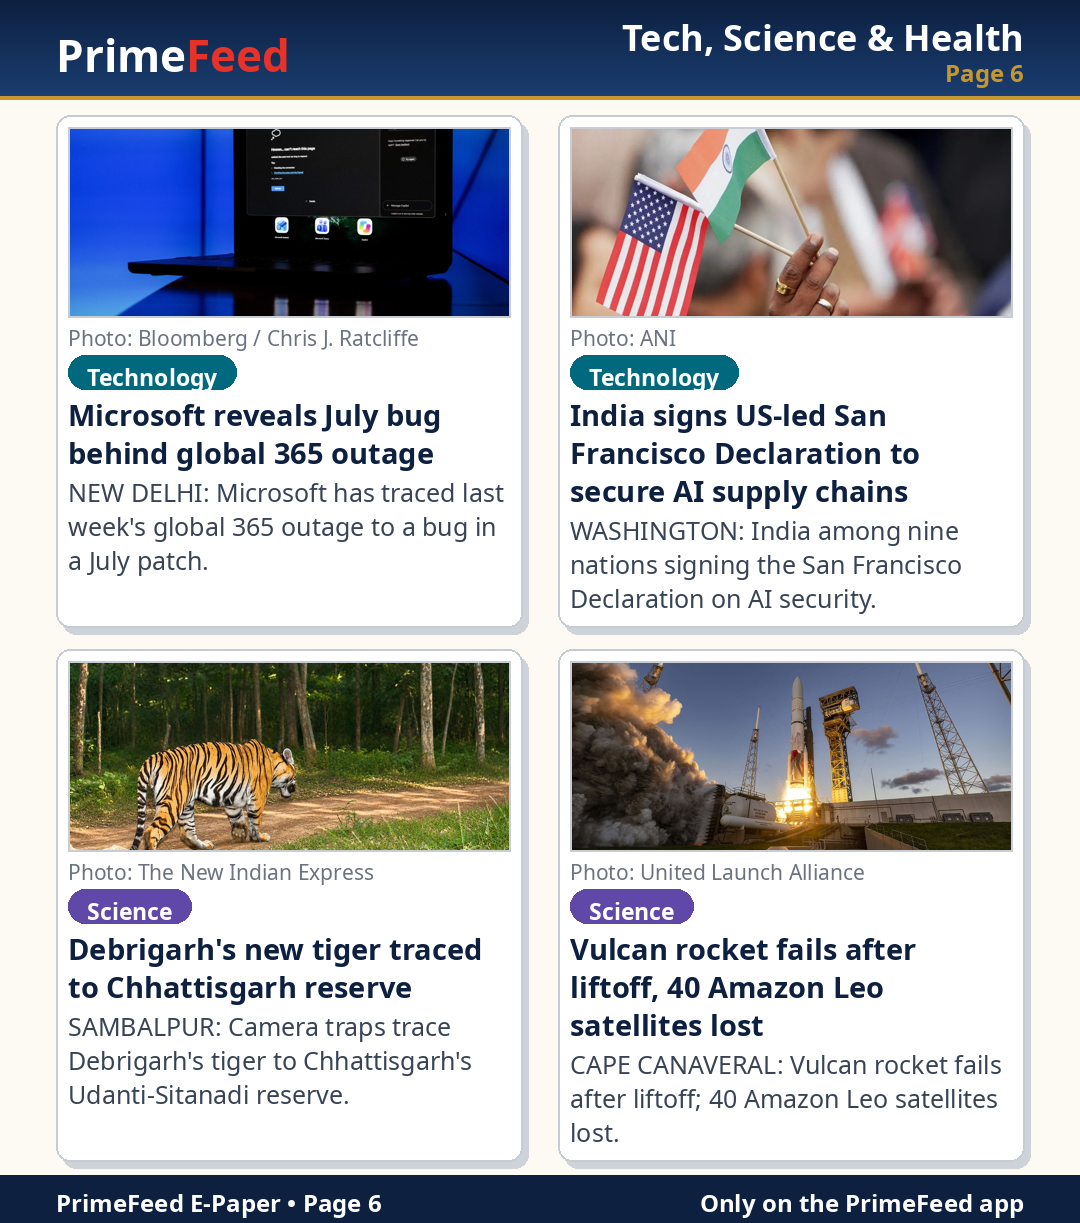 PrimeFeed
Tech, Science & Health
Page 6
Photo: Bloomberg / Chris J. Ratcliffe
Technology
Microsoft reveals July bug
behind global 365 outage
NEW DELHI: Microsoft has traced last
week's global 365 outage to a bug in
a July patch.
Photo: ANI
Technology
India signs US-led San
Francisco Declaration to
secure AI supply chains
WASHINGTON: India among nine
nations signing the San Francisco
Declaration on AI security.
Photo: The New Indian Express
Science
Debrigarh's new tiger traced
to Chhattisgarh reserve
SAMBALPUR: Camera traps trace
Debrigarh's tiger to Chhattisgarh's
Udanti-Sitanadi reserve.
Photo: United Launch Alliance
Science
Vulcan rocket fails after
liftoff, 40 Amazon Leo
satellites lost
CAPE CANAVERAL: Vulcan rocket fails
after liftoff; 40 Amazon Leo satellites
lost.
PrimeFeed E-Paper • Page 6
Only on the PrimeFeed app